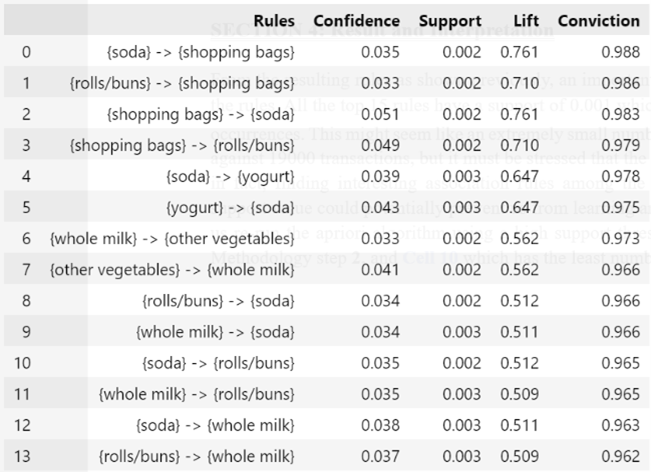 Rules Confidence Support Lift Conviction
0 {soda} -> {shopping bags} 0.035 0.002 0.761 0.988
1 {rolls/buns} -> {shopping bags} 0.033 0.002 0.710 0.986
2 {shopping bags} -> {soda} 0.051 0.002 0.761 0.983
3 {shopping bags} -> {rolls/buns} 0.049 0.002 0.710 0.979
4 {soda} -> {yogurt} 0.039 0.003 0.647 0.978
5 {yogurt} -> {soda} 0.043 0.003 0.647 0.975
6 {whole milk} -> {other vegetables} 0.033 0.002 0.562 0.973
7 {other vegetables} -> {whole milk} 0.041 0.002 0.562 0.966
8 {rolls/buns} -> {soda} 0.034 0.002 0.512 0.966
9 {whole milk} -> {soda} 0.034 0.003 0.511 0.966
10 {soda} -> {rolls/buns} 0.035 0.002 0.512 0.965
11 {whole milk} -> {rolls/buns} 0.035 0.003 0.509 0.965
12 {soda} -> {whole milk} 0.038 0.003 0.511 0.963
13 {rolls/buns} -> {whole milk} 0.037 0.003 0.509 0.962